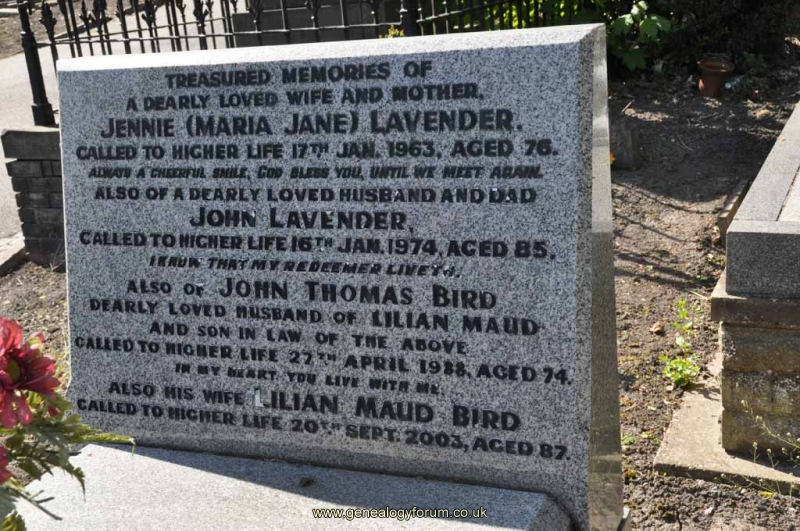 TREASURED MEMORIES OF
A DEARLY LOVED WIFE AND MOTHER.
JENNIE (MARIA JANE) LAVENDER.
CALLED TO HIGHER LIFE 17TH JAN. 1963, AGED 76.
ALWAYS A CHEERFUL SMILE, GOD BLESS YOU, UNTIL WE MEET AGAIN.
ALSO OF A DEARLY LOVED HUSBAND AND DAD
JOHN LAVENDER,
CALLED TO HIGHER LIFE 16TH JAN. 1974, AGED 85.
I KNOW THAT MY REDEEMER LIVETH.
ALSO OF JOHN THOMAS BIRD
DEARLY LOVED HUSBAND OF LILIAN MAUD
AND SON IN LAW OF THE ABOVE
CALLED TO HIGHER LIFE 27TH APRIL 1988, AGED 74.
IN MY HEART YOU LIVE WITH ME.
ALSO HIS WIFE LILIAN MAUD BIRD
CALLED TO HIGHER LIFE 20TH SEPT. 2003, AGED 87.
www.genealogyforum.co.uk